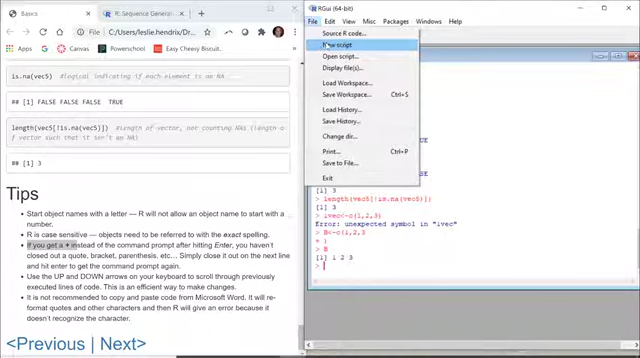 Basics
R: Sequence Generat
File | C:/Users/leslie.hendrix/Dr
Canvas
Powerschool
Easy Cheesy Biscuit...
is.na(vec5) #logical indicating if each element is an NA
## [1] FALSE FALSE FALSE TRUE
length(vec5[!is.na(vec5)]) #Length of vector, not counting NAs (Length o
f vector such that it isn't an NA)
## [1] 3
Tips
• Start object names with a letter — R will not allow an object name to start with a
number.
• R is case sensitive — objects need to be referred to with the exact spelling.
• If you get a + instead of the command prompt after hitting Enter, you haven't
closed out a quote, bracket, parenthesis, etc... Simply close it out on the next line
and hit enter to get the command prompt again.
• Use the UP and DOWN arrows on your keyboard to scroll through previously
executed lines of code. This is an efficient way to make changes.
• It is not recommended to copy and paste code from Microsoft Word. It will re-
format quotes and other characters and then R will give an error because it
doesn't recognize the character.
<Previous | Next>
RGui (64-bit)
File Edit View Misc Packages Windows Help
Source R code...
New script
Open script...
Display file(s)...
Load Workspace...
Save Workspace... Ctrl+S
Load History...
Save History...
Change dir...
Print... Ctrl+P
Save to File...
Exit
[1] 3
> length(vec5[!is.na(vec5)])
[1] 3
> 1vec<-c(1,2,3)
Error: unexpected symbol in "1vec"
> B<-c(1,2,3
+ )
> B
[1] 1 2 3
>